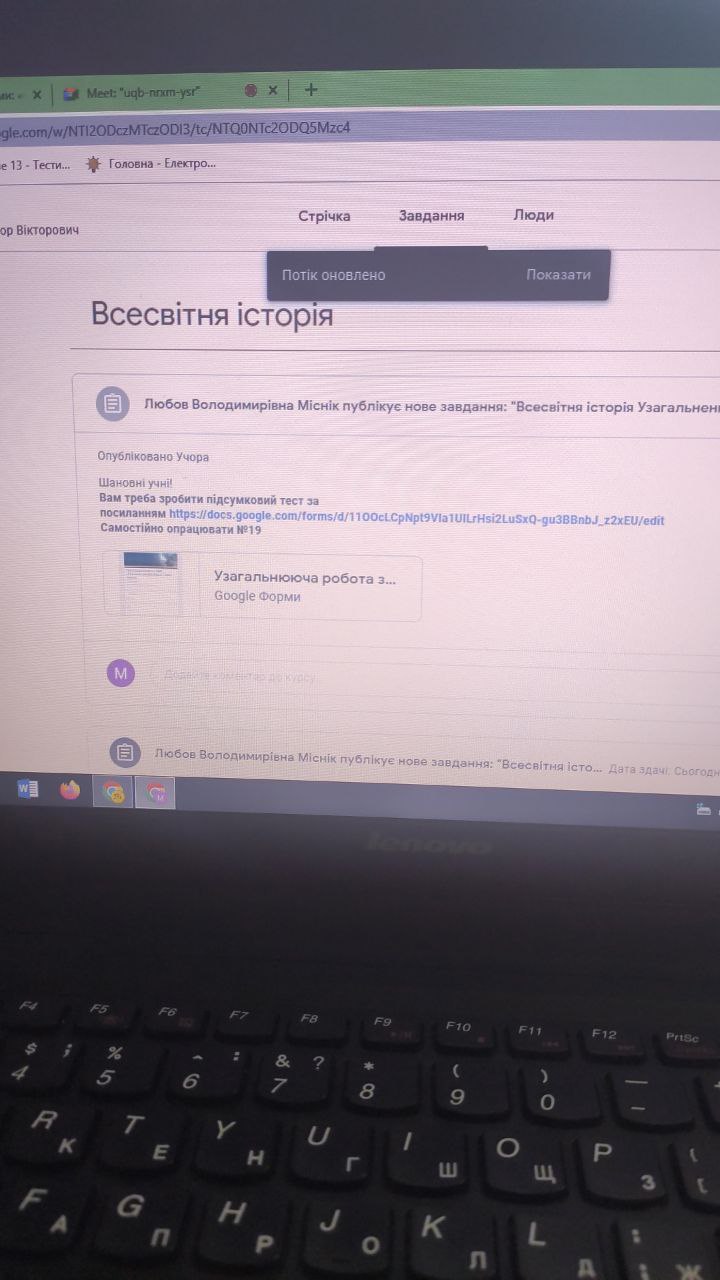 Meet: "uqb-nrxm-ysr"
gle.com/w/NTI2ODczMTczODI3/tc/NTQ0NTc2ODQ5Mzc4
e 13 - Тести...
Головна - Електро...
ор Вікторович
Стрічка
Завдання
Люди
Потік оновлено
Показати
Всесвітня історія
Любов Володимирівна Міснік публікує нове завдання: "Всесвітня історія Узагальнен
Опубліковано Учора
Шановні учні!
Вам треба зробити підсумковий тест за
посиланням https://docs.google.com/forms/d/11OOcLCpNpt9Vla1UILrHsi2LuSxQ-gu3BBnbJ_z2xEU/edit
Самостійно опрацювати №19
Узагальнююча робота з...
Google Форми
M
Додайте коментар до курсу
Любов Володимирівна Міснік публікує нове завдання: "Всесвітня істо... Дата здачі: Сьогодн
lenovo
F4 F5 F6 F7 F8 F9 F10 F11 F12 PrtSc
$ ; % ^ : & ? * ( ) —
4 5 6 7 8 9 0 –
R T Y U I O P {
К Е Н Г Ш Щ З [
F G H J K L :
А П Р О Л Д ; Ж